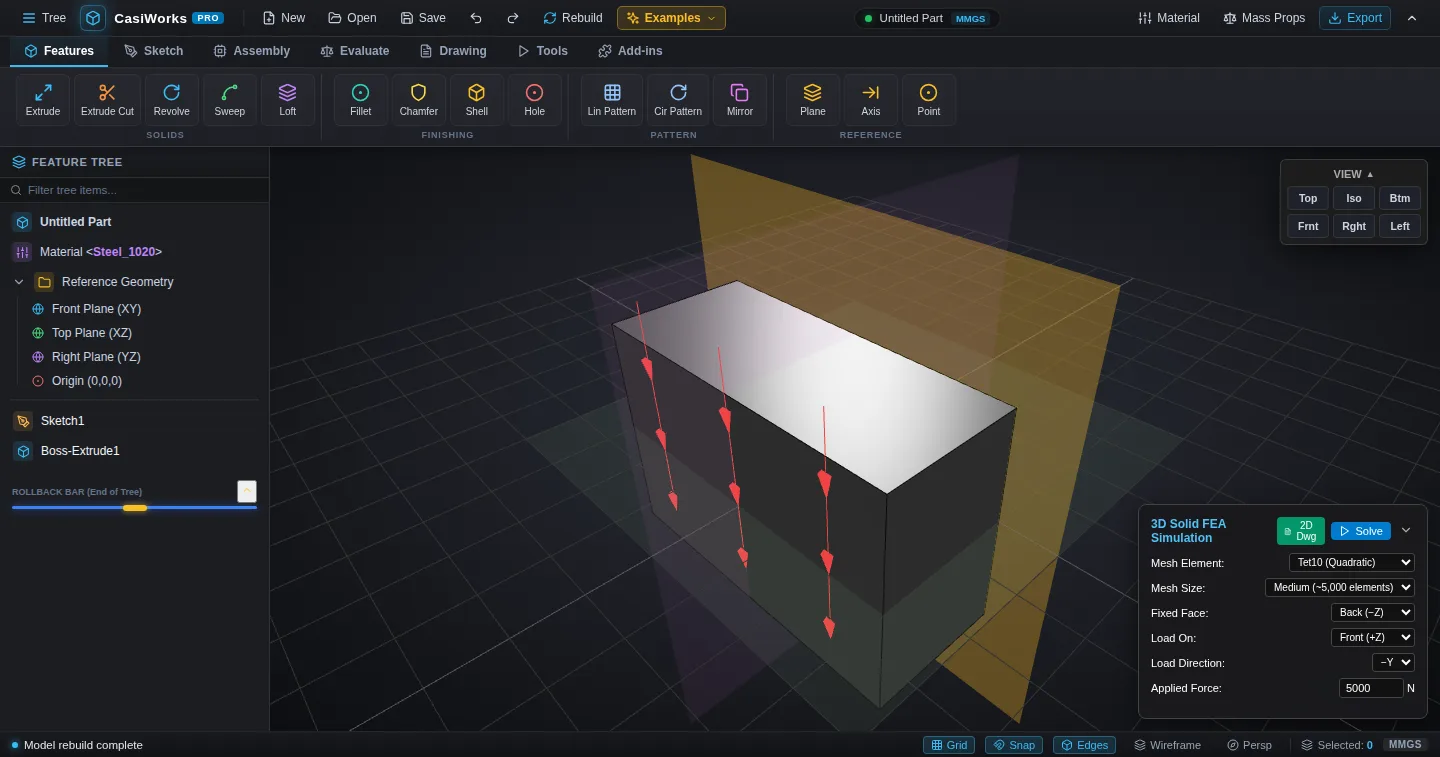 Tree CasiWorks PRO New Open Save Rebuild Examples Untitled Part MMGS Material Mass Props Export
Features Sketch Assembly Evaluate Drawing Tools Add-ins
Extrude Extrude Cut Revolve Sweep Loft Fillet Chamfer Shell Hole Lin Pattern Cir Pattern Mirror Plane Axis Point
SOLIDS FINISHING PATTERN REFERENCE
FEATURE TREE
Filter tree items...
Untitled Part
Material <Steel_1020>
Reference Geometry
Front Plane (XY)
Top Plane (XZ)
Right Plane (YZ)
Origin (0,0,0)
Sketch1
Boss-Extrude1
ROLLBACK BAR (End of Tree)
VIEW ▲
Top Iso Btm
Frnt Rght Left
3D Solid FEA
Simulation
2D
Dwg
Solve
Mesh Element: Tet10 (Quadratic)
Mesh Size: Medium (~5,000 elements)
Fixed Face: Back (−Z)
Load On: Front (+Z)
Load Direction: −Y
Applied Force: 5000 N
Model rebuild complete Grid Snap Edges Wireframe Persp Selected: 0 MMGS